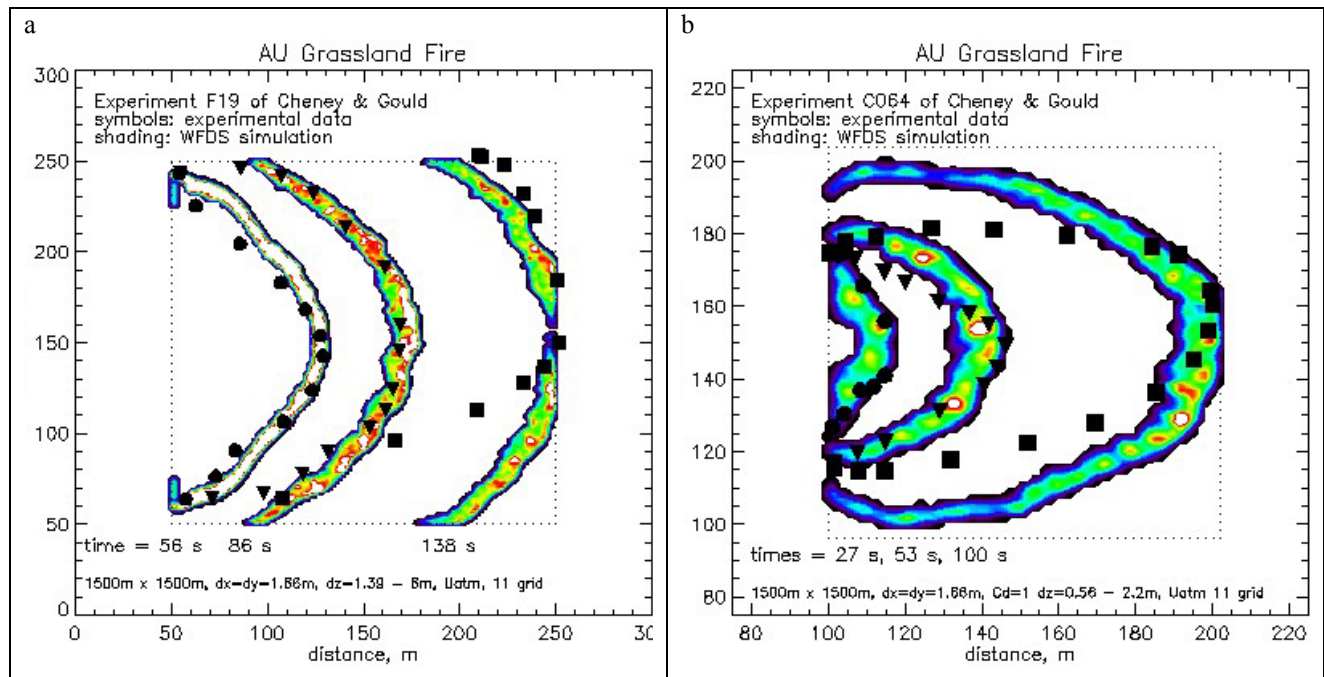 a
AU Grassland Fire
Experiment F19 of Cheney & Gould
symbols: experimental data
shading: WFDS simulation
300
250
200
150
100
50
0
time = 56 s 86 s 138 s
1500m x 1500m, dx=dy=1.66m, dz=1.39 - 6m, Uatm, 11 grid
0 50 100 150 200 250 30
distance, m
b
AU Grassland Fire
Experiment C064 of Cheney & Gould
symbols: experimental data
shading: WFDS simulation
220
200
180
160
140
120
100
80
times = 27 s, 53 s, 100 s
1500m x 1500m, dx=dy=1.66m, Cd=1 dz=0.56 - 2.2m, Uatm 11 grid
80 100 120 140 160 180 200 220
distance, m